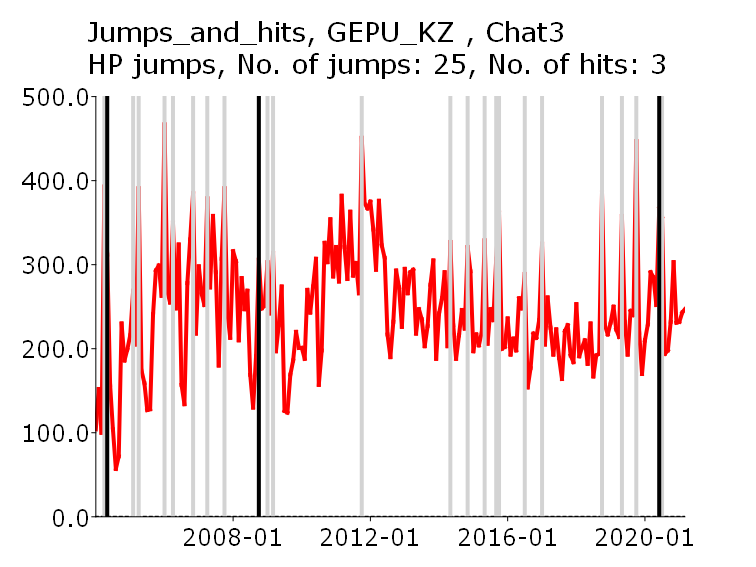 Jumps_and_hits, GEPU_KZ , Chat3
HP jumps, No. of jumps: 25, No. of hits: 3
500.0
400.0
300.0
200.0
100.0
0.0
2008-01 2012-01 2016-01 2020-01